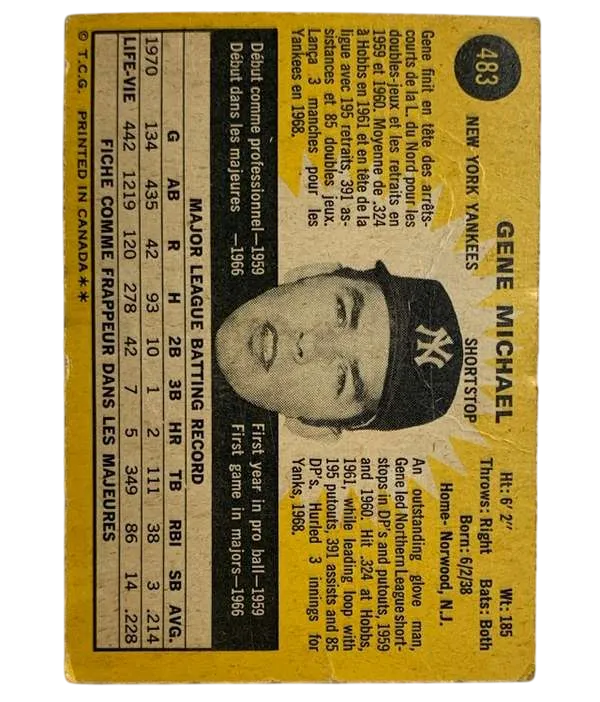 483
GENE MICHAEL
NEW YORK YANKEES
SHORTSTOP
Ht: 6' 2" Wt: 185
Throws: Right Bats: Both
Born: 6/2/38
Home- Norwood, N.J.
Gene finit en tête des arrêts-
courts de la L. du Nord pour les
doubles-jeux et les retraits en
1959 et 1960. Moyenne de .324
à Hobbs en 1961 et en tête de la
ligue avec 195 retraits, 391 as-
sistances et 85 doubles jeux.
Lança 3 manches pour les
Yankees en 1968.
An outstanding glove man,
Gene led Northern League short-
stops in DP's and putouts, 1959
and 1960. Hit .324 at Hobbs,
1961, while leading loop with
195 putouts, 391 assists and 85
DP's. Hurled 3 innings for
Yanks, 1968.
NY
Début comme professionnel—1959
Début dans les majeures —1966
First year in pro ball—1959
First game in majors—1966
MAJOR LEAGUE BATTING RECORD
G AB R H 2B 3B HR TB RBI SB AVG.
1970 134 435 42 93 10 1 2 111 38 3 .214
LIFE-VIE 442 1219 120 278 42 7 5 349 86 14 .228
FICHE COMME FRAPPEUR DANS LES MAJEURES
© T.C.G. PRINTED IN CANADA**